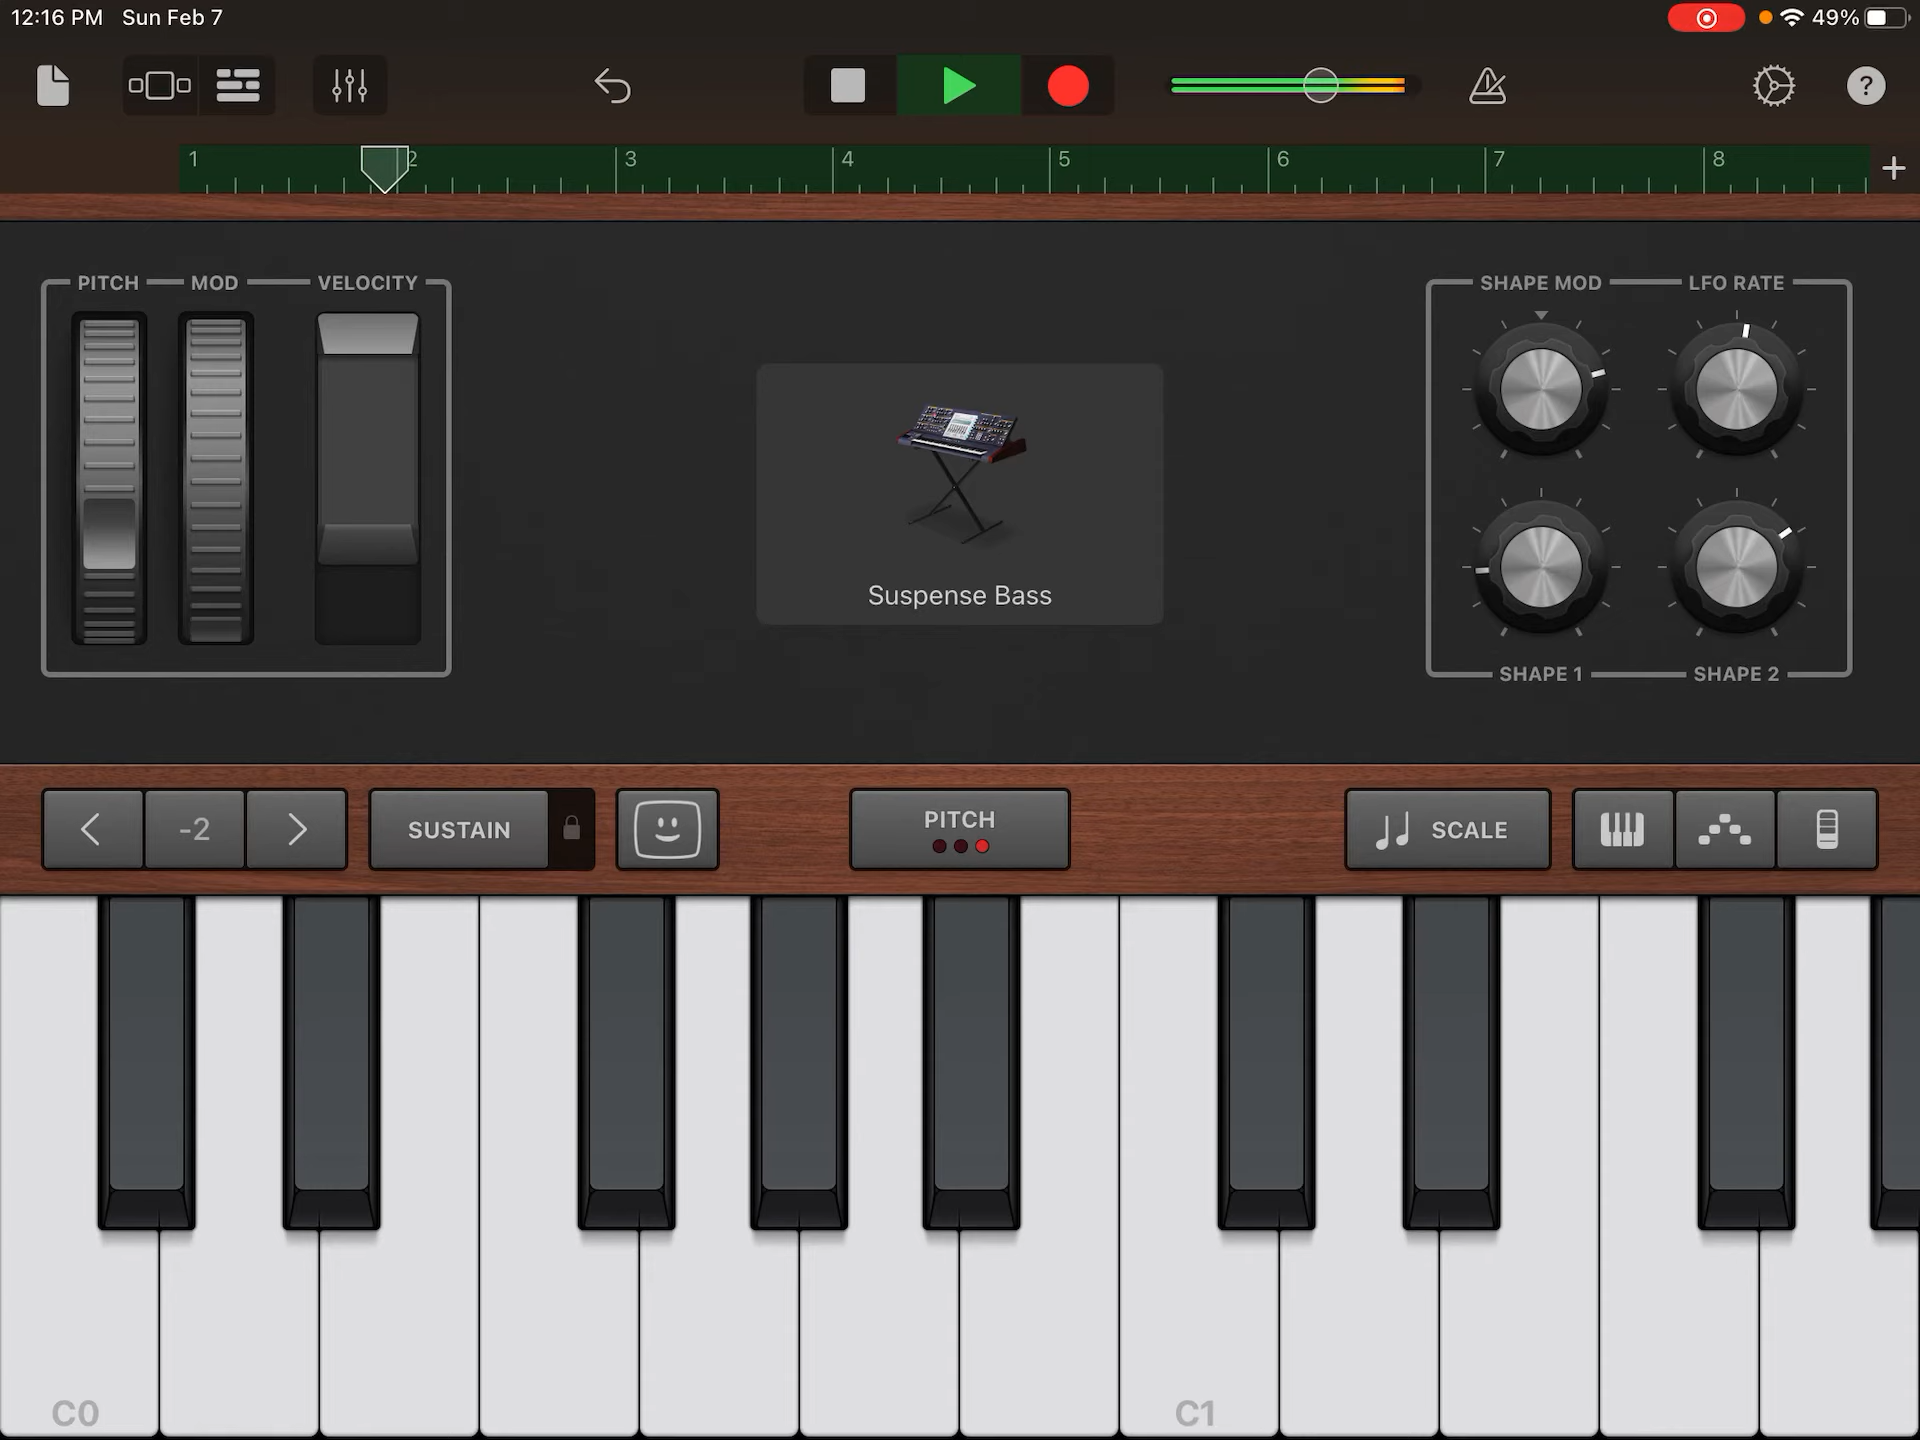 12:16 PM Sun Feb 7
49%
?
1 2 3 4 5 6 7 8
PITCH MOD VELOCITY
SHAPE MOD LFO RATE
Suspense Bass
SHAPE 1 SHAPE 2
-2 SUSTAIN PITCH SCALE
C0 C1